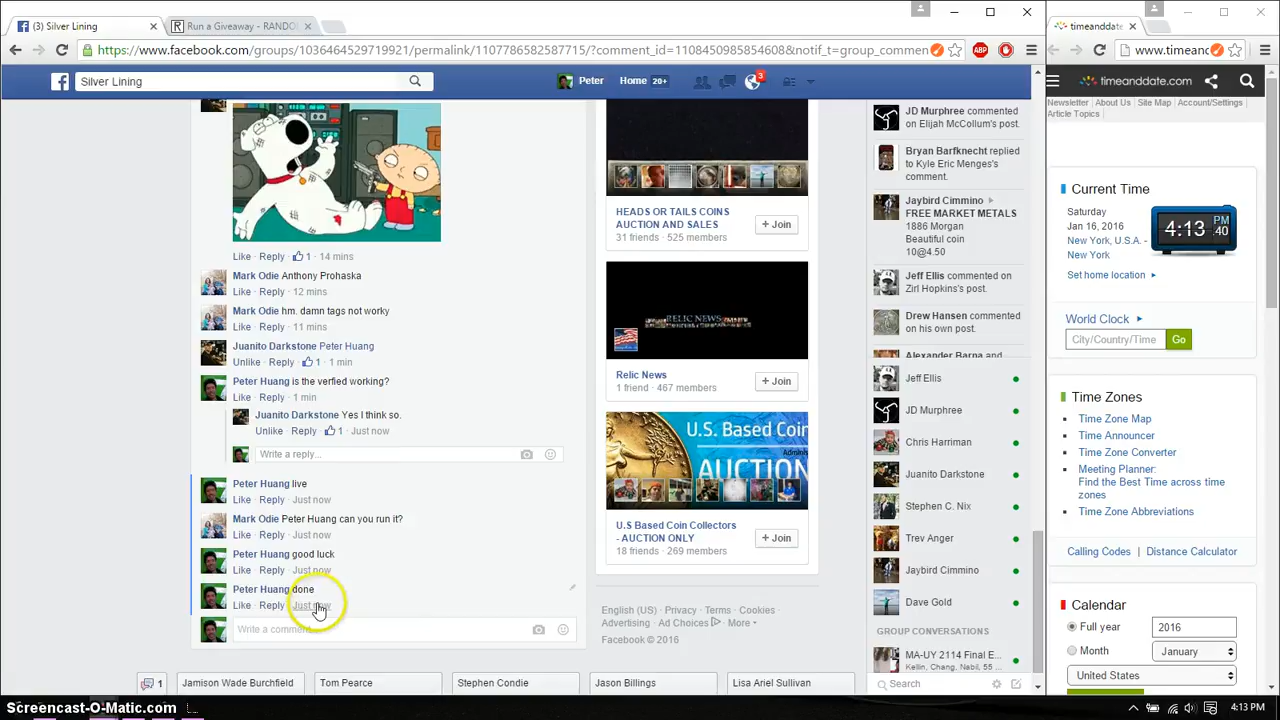 (3) Silver Lining
Run a Giveaway - RANDO
timeanddate.
https://www.facebook.com/groups/1036464529719921/permalink/1107786582587715/?comment_id=1108450985854608&notif_t=group_commen
www.timeand
Silver Lining
Peter
Home 20+
3
timeanddate.com
Newsletter About Us Site Map Account/Settings
Article Topics
Like · Reply · 1 · 14 mins
Mark Odie Anthony Prohaska
Like · Reply · 12 mins
Mark Odie hm. damn tags not worky
Like · Reply · 11 mins
Juanito Darkstone Peter Huang
Unlike · Reply · 1 · 1 min
Peter Huang is the verfied working?
Like · Reply · 1 min
Juanito Darkstone Yes I think so.
Unlike · Reply · 1 · Just now
Write a reply...
Peter Huang live
Like · Reply · Just now
Mark Odie Peter Huang can you run it?
Like · Reply · Just now
Peter Huang good luck
Like · Reply · Just now
Peter Huang done
Like · Reply · Just now
Write a comment...
HEADS OR TAILS COINS
AUCTION AND SALES
31 friends · 525 members
+ Join
RELIC NEWS
Relic News
1 friend · 467 members
+ Join
U.S. Based Coin
Admini
AUCTION
U.S Based Coin Collectors
- AUCTION ONLY
18 friends · 269 members
+ Join
English (US) · Privacy · Terms · Cookies ·
Advertising · Ad Choices · More
Facebook © 2016
JD Murphree commented
on Elijah McCollum's post.
Bryan Barfknecht replied
to Kyle Eric Menges's
comment.
Jaybird Cimmino
FREE MARKET METALS
1886 Morgan
Beautiful coin
10@4.50
Jeff Ellis commented on
Zirl Hopkins's post.
Drew Hansen commented
on his own post.
Alexander Barna and
Jeff Ellis
JD Murphree
Chris Harriman
Juanito Darkstone
Stephen C. Nix
Trev Anger
Jaybird Cimmino
Dave Gold
GROUP CONVERSATIONS
MA-UY 2114 Final E...
Kellin, Chang, Nabil, 55 ...
Search
Current Time
Saturday
Jan 16, 2016
New York, U.S.A. -
New York
4:13 PM 40
Set home location
World Clock
City/Country/Time Go
Time Zones
Time Zone Map
Time Announcer
Time Zone Converter
Meeting Planner:
Find the Best Time across time
zones
Time Zone Abbreviations
Calling Codes | Distance Calculator
Calendar
Full year 2016
Month January
United States
1
Jamison Wade Burchfield
Tom Pearce
Stephen Condie
Jason Billings
Lisa Ariel Sullivan
Screencast-O-Matic.com
4:13 PM